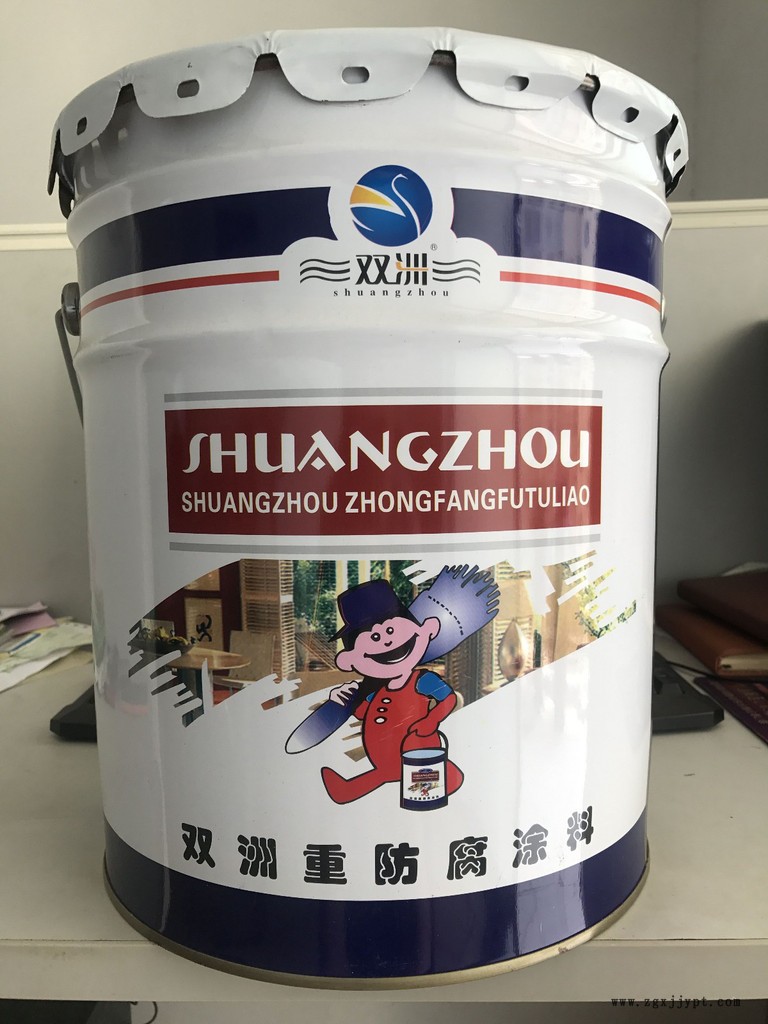 双洲®
shuangzhou
SHUANGZHOU
SHUANGZHOU ZHONGFANGFUTULIAO
双洲重防腐涂料
www.zgxjjypt.com